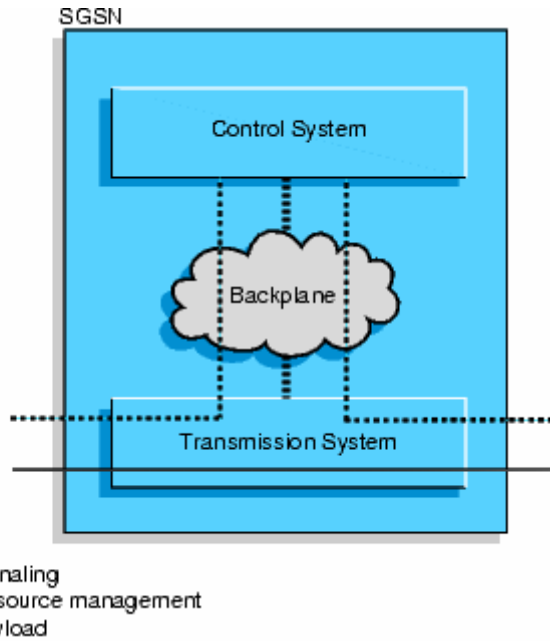 SGSN
Control System
Backplane
Transmission System
naling
source management
yload